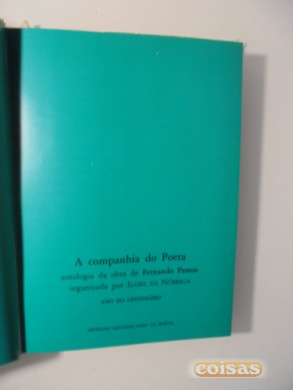 A companhia do Poeta
antologia da obra de Fernando Pessoa
organizada por ISABEL DA NÓBREGA
ANO DO CENTENÁRIO
coisas